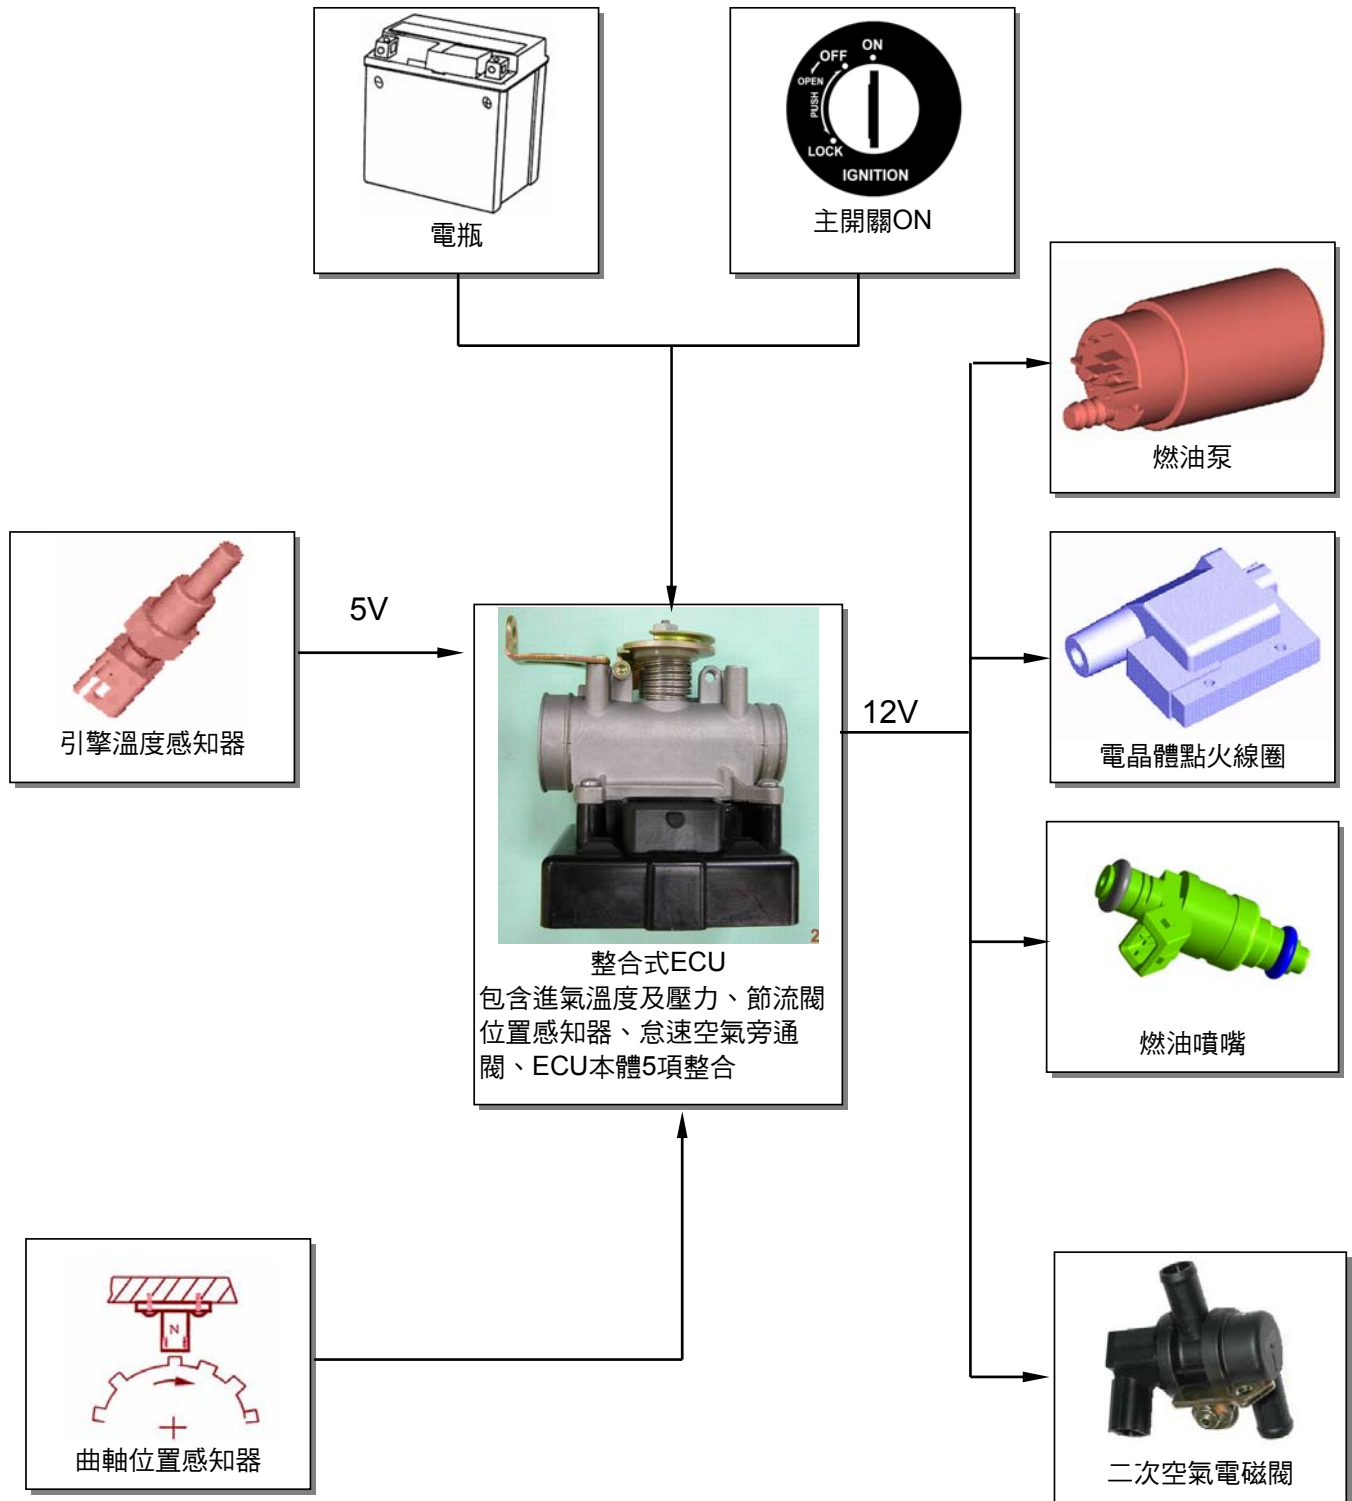 ON
OFF
OPEN
PUSH
LOCK
IGNITION
電瓶
主開關ON
燃油泵
5V
引擎溫度感知器
12V
電晶體點火線圈
2
整合式ECU
包含進氣溫度及壓力、節流閥
位置感知器、怠速空氣旁通
閥、ECU本體5項整合
燃油噴嘴
N
曲軸位置感知器
二次空氣電磁閥